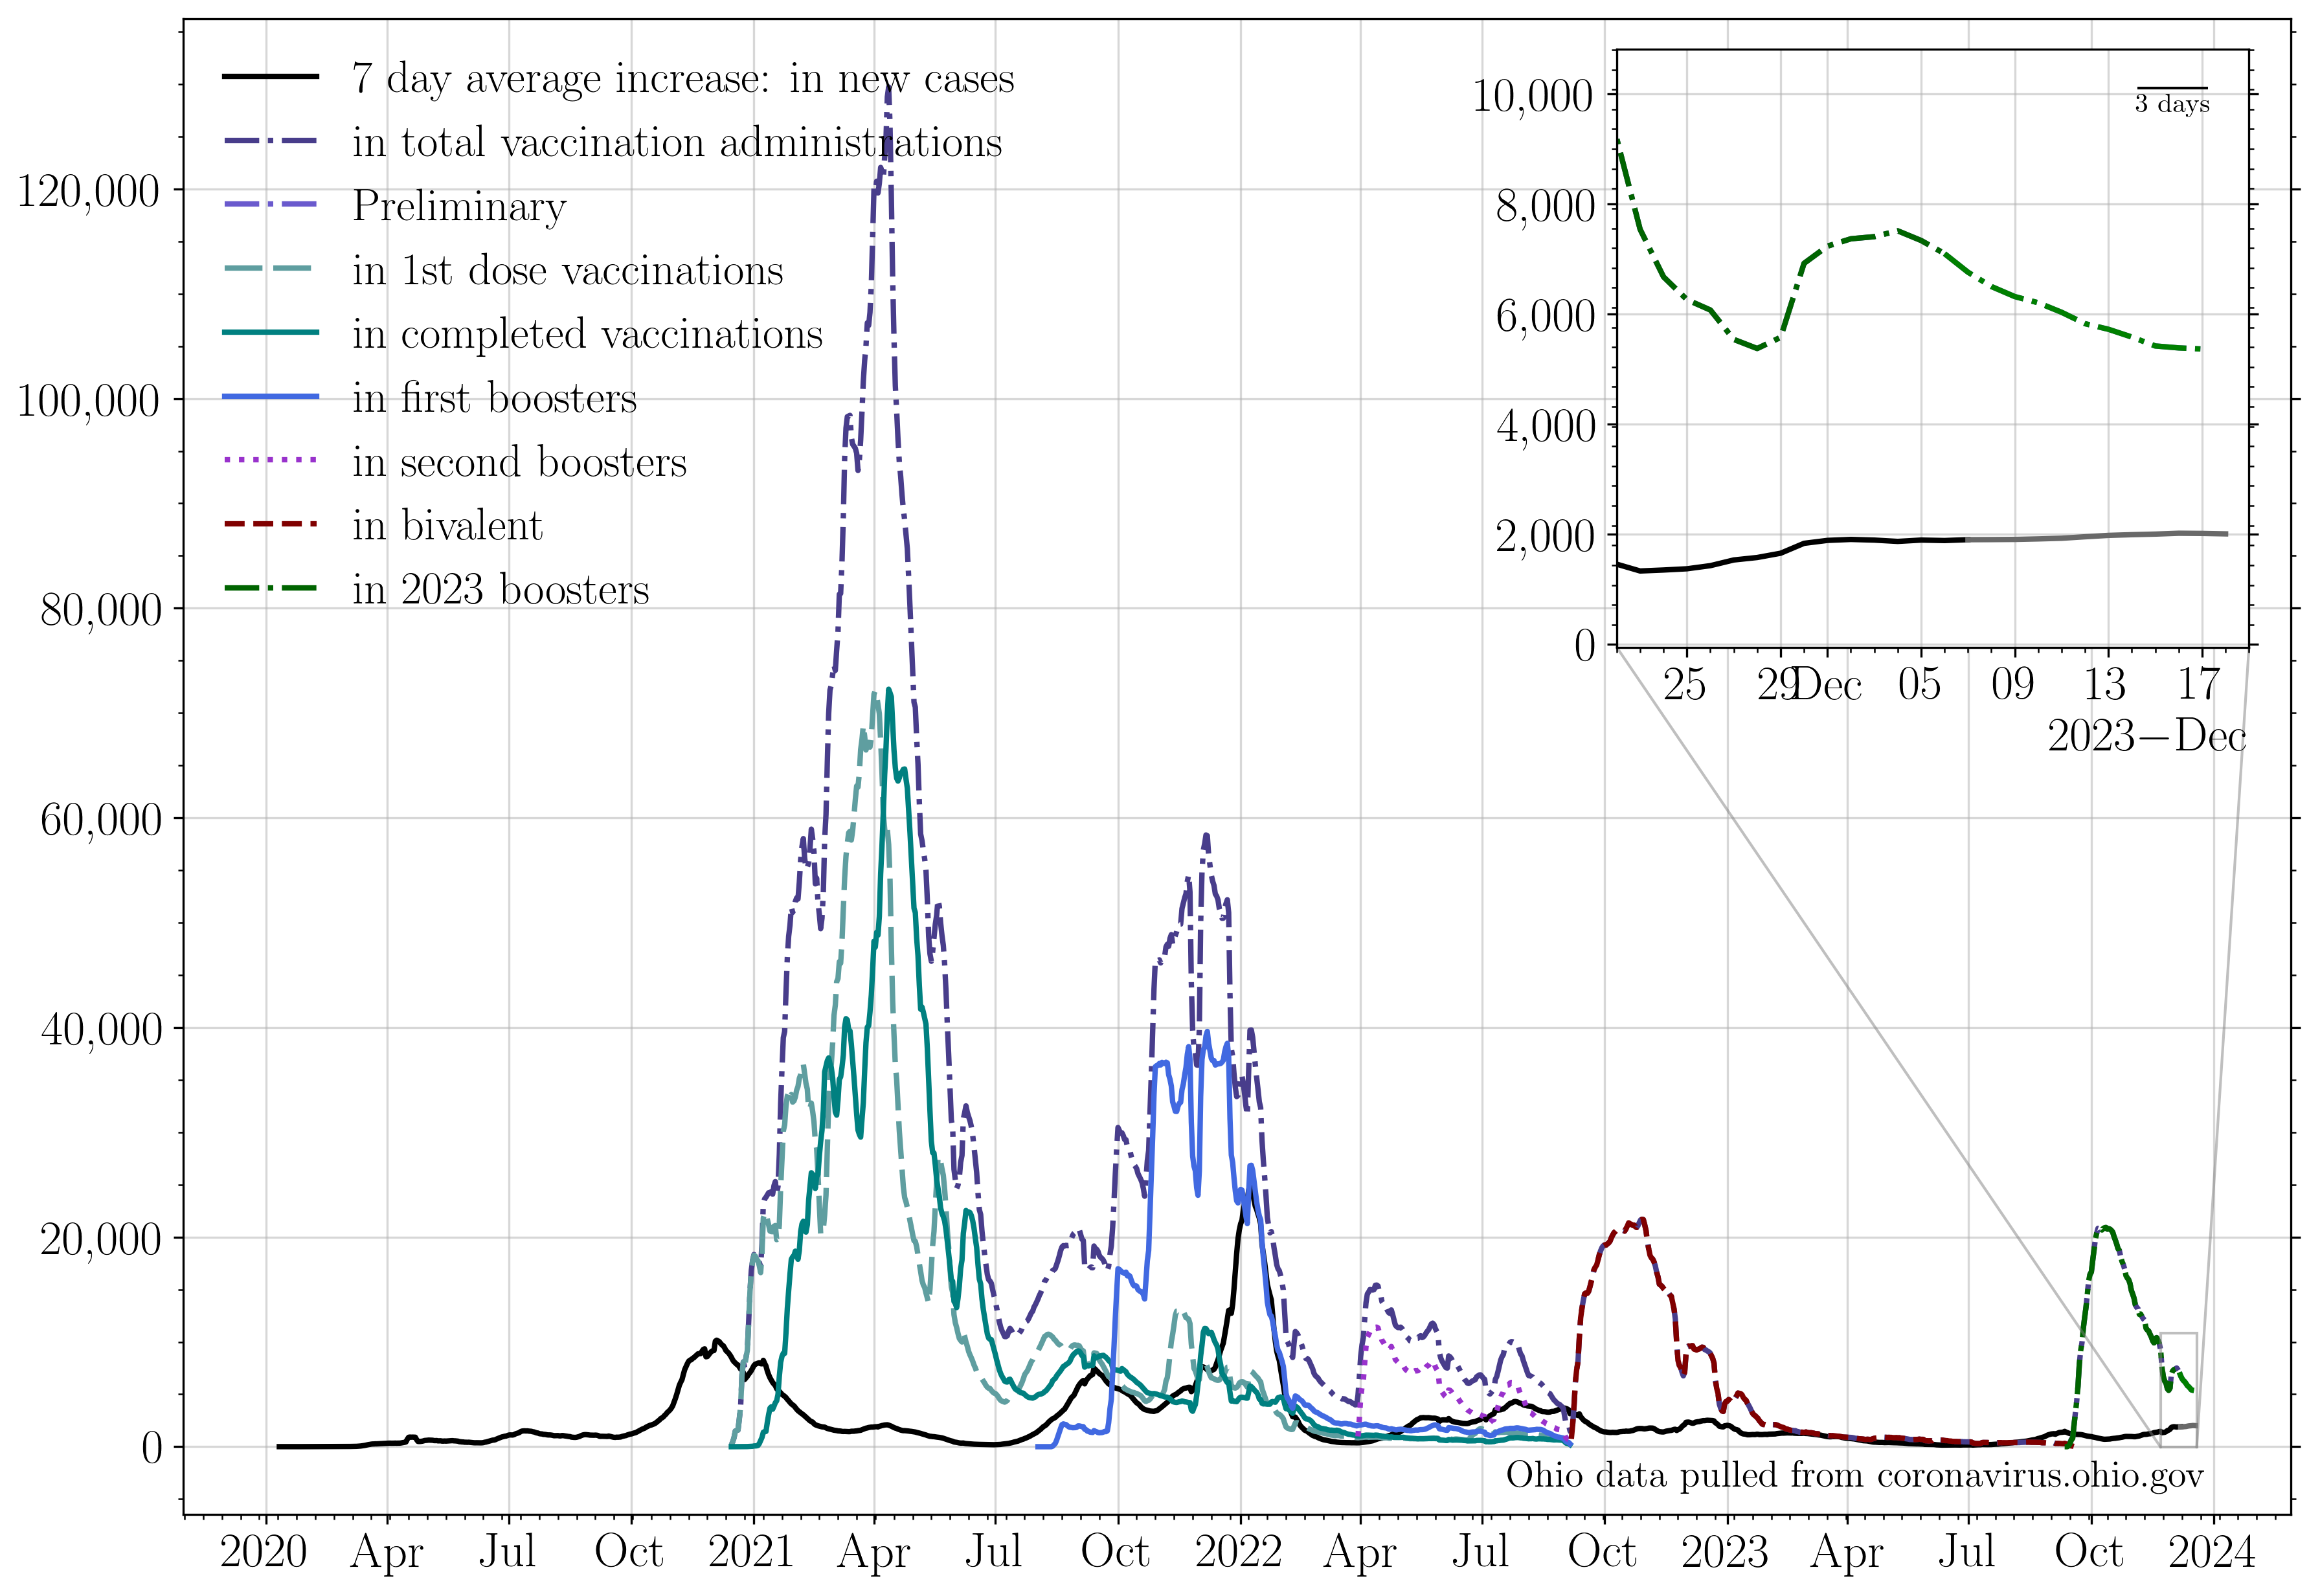 7 day average increase: in new cases
in total vaccination administrations
Preliminary
in 1st dose vaccinations
in completed vaccinations
in first boosters
in second boosters
in bivalent
in 2023 boosters
120,000
100,000
80,000
60,000
40,000
20,000
0
10,000
8,000
6,000
4,000
2,000
0
3 days
25 29 Dec 05 09 13 17
2023−Dec
Ohio data pulled from coronavirus.ohio.gov
2020 Apr Jul Oct 2021 Apr Jul Oct 2022 Apr Jul Oct 2023 Apr Jul Oct 2024